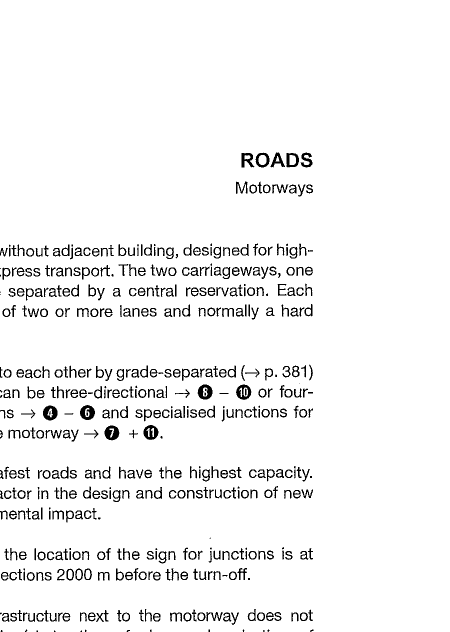 ROADS
Motorways
without adjacent building, designed for high-
xpress transport. The two carriageways, one
separated by a central reservation. Each
of two or more lanes and normally a hard
to each other by grade-separated (→ p. 381)
can be three-directional → ❽ – ❿ or four-
ns → ❹ – ❻ and specialised junctions for
e motorway → ❼ + ⓫.
afest roads and have the highest capacity.
actor in the design and construction of new
mental impact.
the location of the sign for junctions is at
ections 2000 m before the turn-off.
rastructure next to the motorway does not